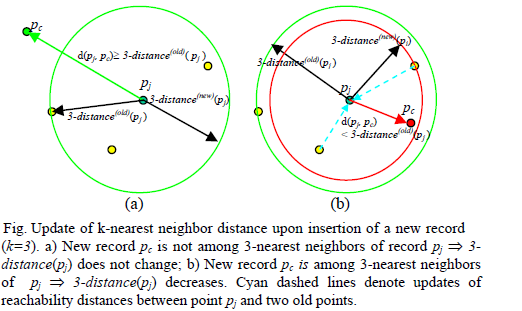 p_c
d(p_j, p_c)≥ 3-distance^(old)(p_j)
p_j
3-distance^(new)(p_j)
3-distance^(old)(p_j)
(a)
3-distance^(new)(p_i)
3-distance^(old)(p_i)
p_j
p_c
d(p_j, p_c)
< 3-distance^(old)(p_j)
(b)
Fig. Update of k-nearest neighbor distance upon insertion of a new record
(k=3). a) New record p_c is not among 3-nearest neighbors of record p_j ⇒ 3-
distance(p_j) does not change; b) New record p_c is among 3-nearest neighbors
of p_j ⇒ 3-distance(p_j) decreases. Cyan dashed lines denote updates of
reachability distances between point p_j and two old points.